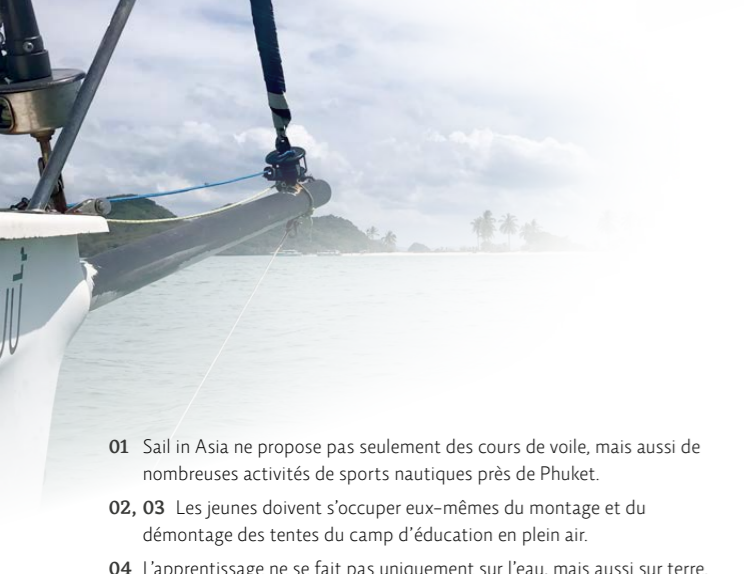 01 Sail in Asia ne propose pas seulement des cours de voile, mais aussi de
nombreuses activités de sports nautiques près de Phuket.
02, 03 Les jeunes doivent s’occuper eux-mêmes du montage et du
démontage des tentes du camp d’éducation en plein air.
04 L’apprentissage ne se fait pas uniquement sur l’eau, mais aussi sur terre.